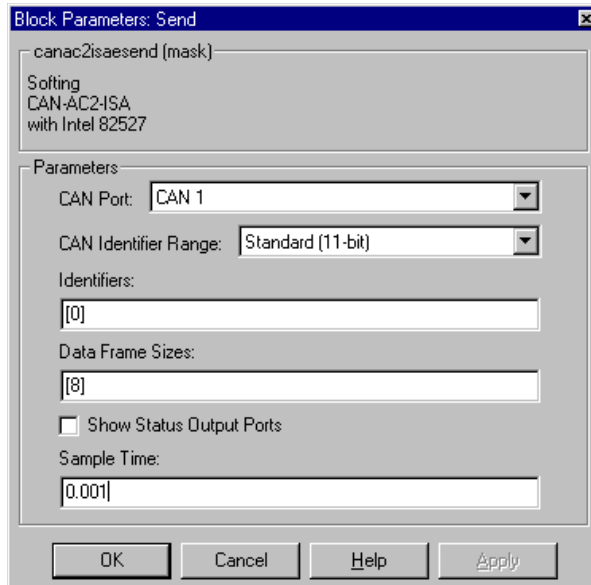 Block Parameters: Send
canac2isaesend (mask)
Softing
CAN-AC2-ISA
with Intel 82527
Parameters
CAN Port: CAN 1
CAN Identifier Range: Standard (11-bit)
Identifiers:
[0]
Data Frame Sizes:
[8]
Show Status Output Ports
Sample Time:
0.001
OK Cancel Help Apply